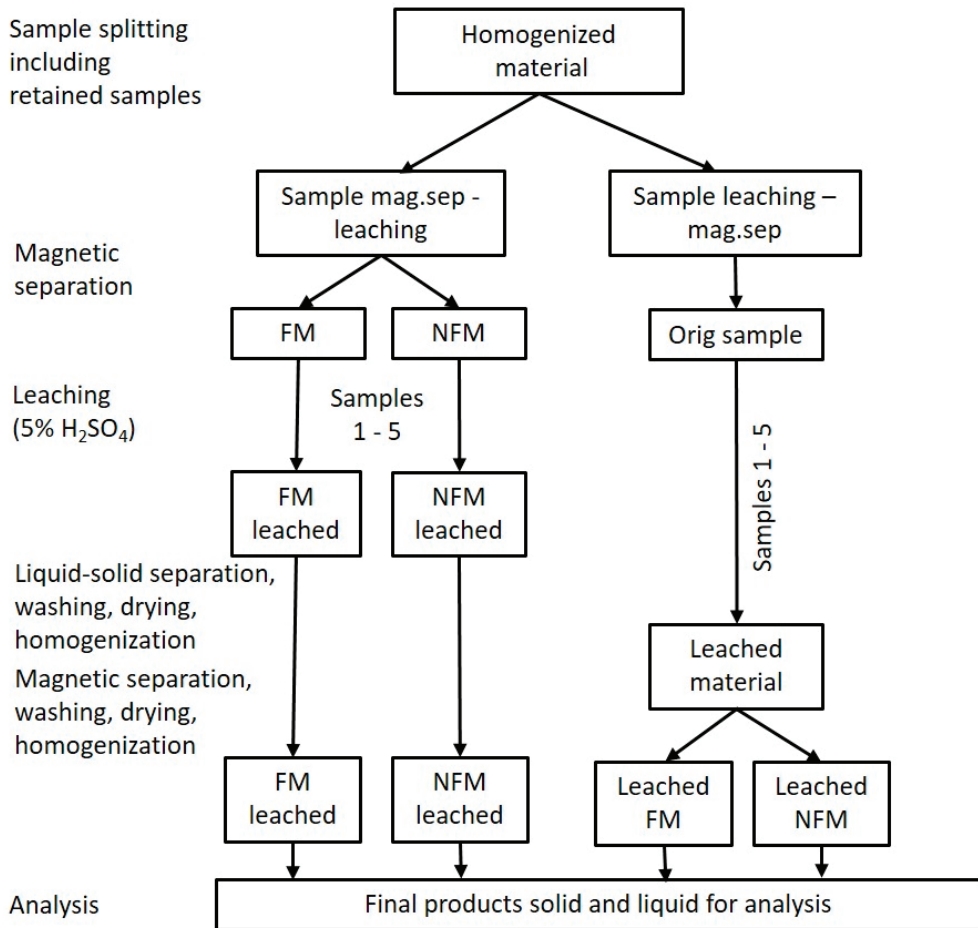 Sample splitting
including
retained samples
Homogenized
material
Sample mag.sep -
leaching
Sample leaching –
mag.sep
Magnetic
separation
FM
NFM
Orig sample
Leaching
(5% H₂SO₄)
Samples
1 - 5
Samples 1 - 5
FM
leached
NFM
leached
Liquid-solid separation,
washing, drying,
homogenization
Leached
material
Magnetic separation,
washing, drying,
homogenization
FM
leached
NFM
leached
Leached
FM
Leached
NFM
Analysis
Final products solid and liquid for analysis